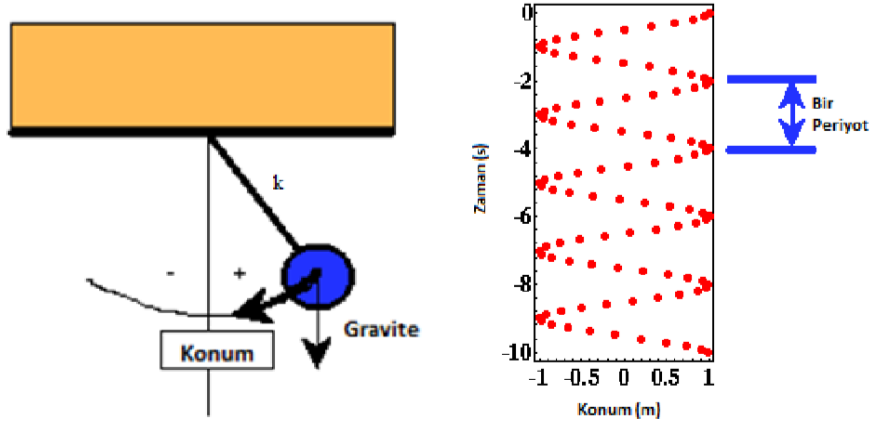 k
- +
Gravite
Konum
0
-2
-4
-6
-8
-10
Zaman (s)
-1 -0.5 0 0.5 1
Konum (m)
Bir
Periyot